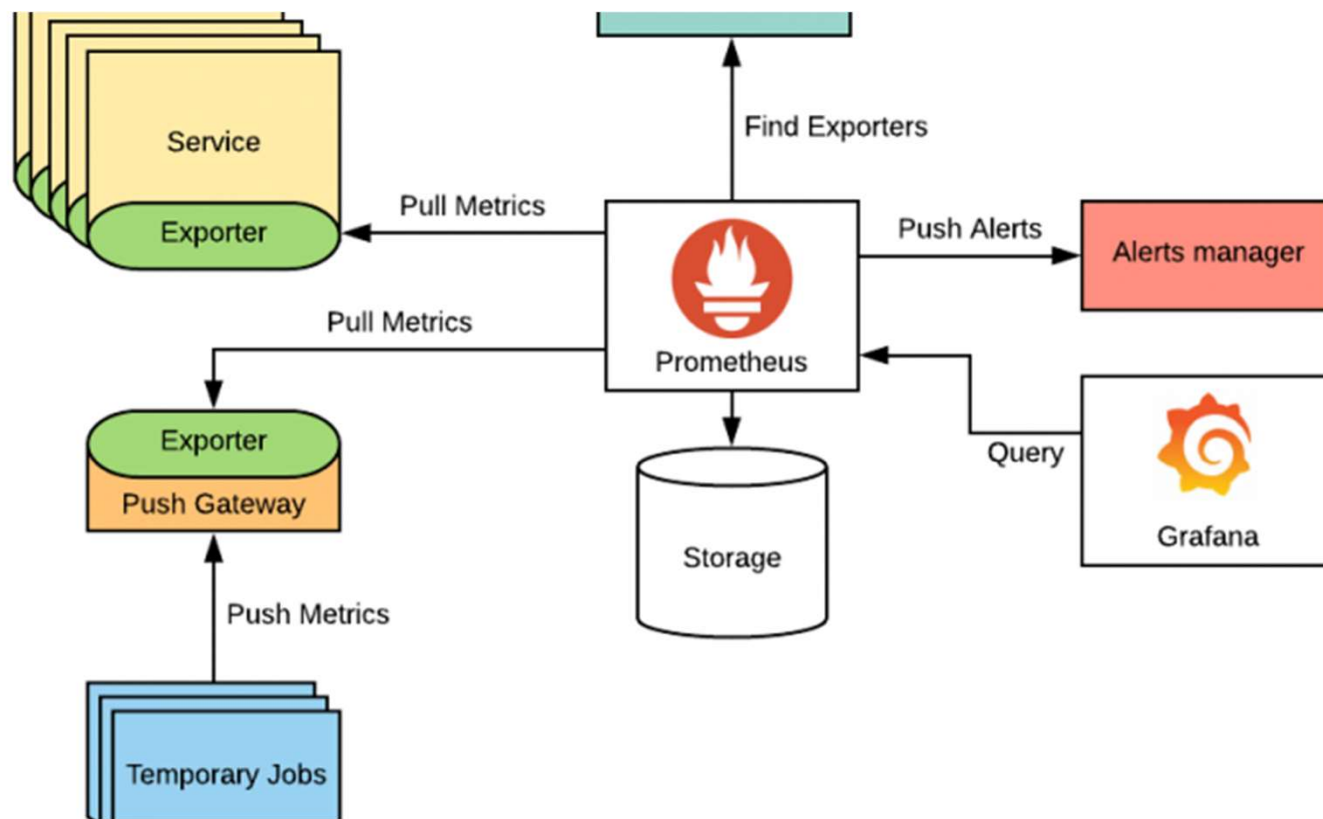 Service
Find Exporters
Pull Metrics
Exporter
Push Alerts
Alerts manager
Pull Metrics
Prometheus
Exporter
Query
Push Gateway
Grafana
Storage
Push Metrics
Temporary Jobs